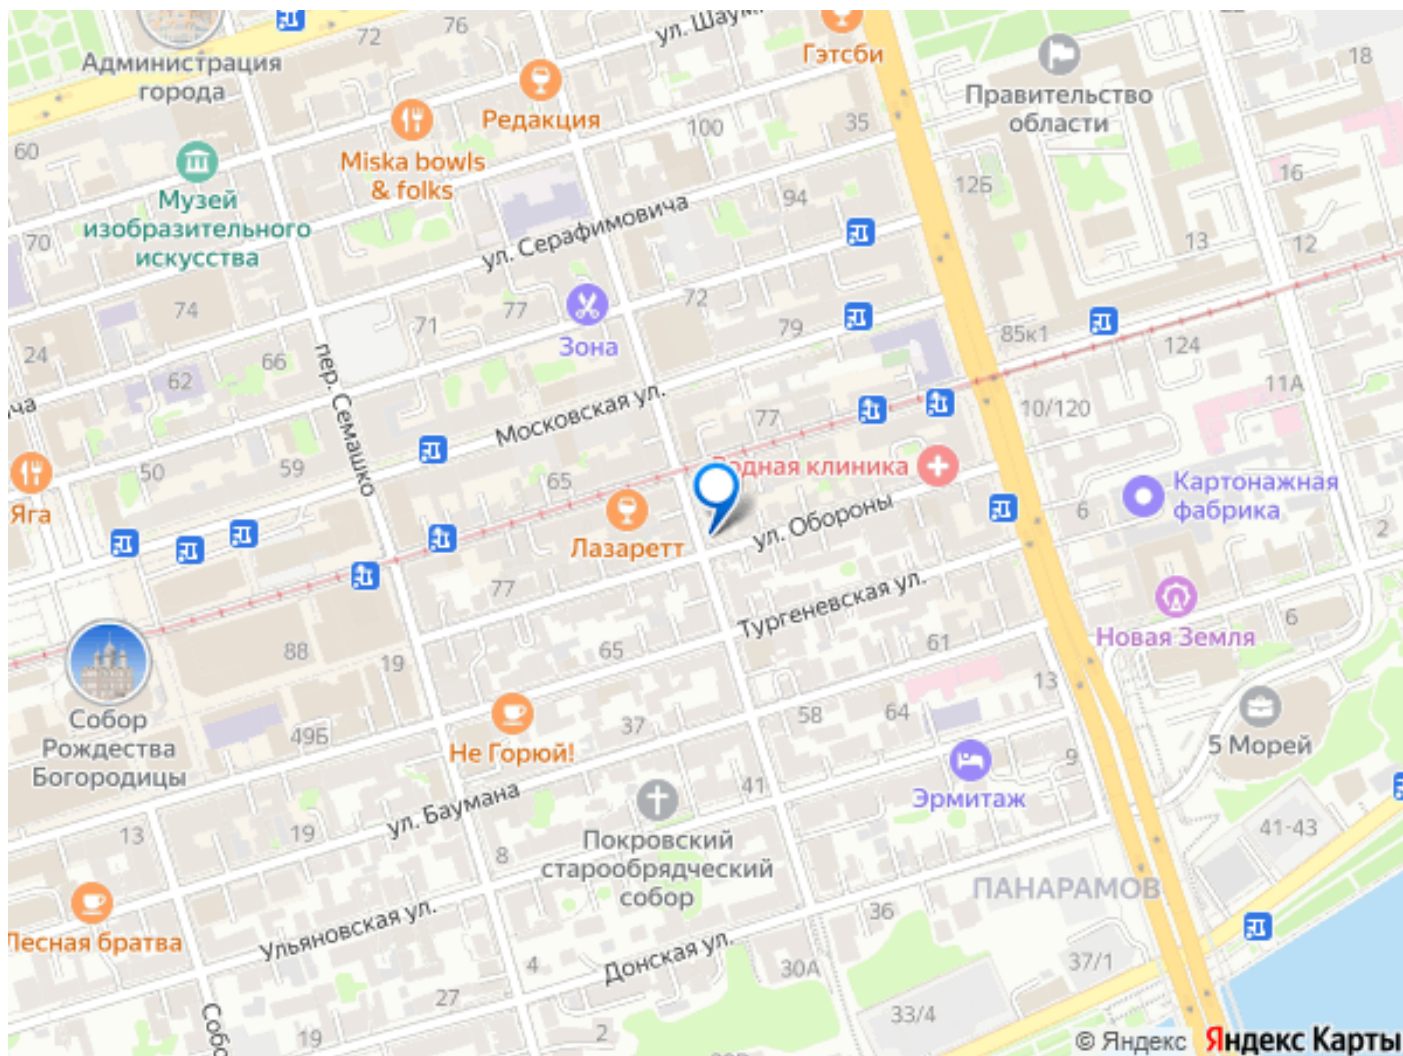 76
ул. Шаум
72
Гэтсби
Администрация
города
18
Редакция
Правительство
области
100
35
60
Miska bowls
& folks
16
Музей
изобразительного
искусства
12Б
94
ул. Серафимовича
70
13
12
74
72
77
71
79
85к1
Зона
124
24
66
62
пер. Семашко
11А
ча
Московская ул.
77
10/120
одная клиника
50
59
65
Картонажная
фабрика
Яга
6
2
ул. Обороны
Лазаретт
77
Тургеневская ул.
6
Новая Земля
88
65
61
19
13
Собор
Рождества
Богородицы
58
64
37
49Б
Не Горюй!
5 Морей
9
41
Эрмитаж
ул. Баумана
13
19
41-43
8
Покровский
старообрядческий
собор
ПАНАРАМОВ
36
Ульяновская ул.
Лесная братва
Донская ул.
4
30А
37/1
27
33/4
Собо
19
2
© Яндекс Яндекс Карты